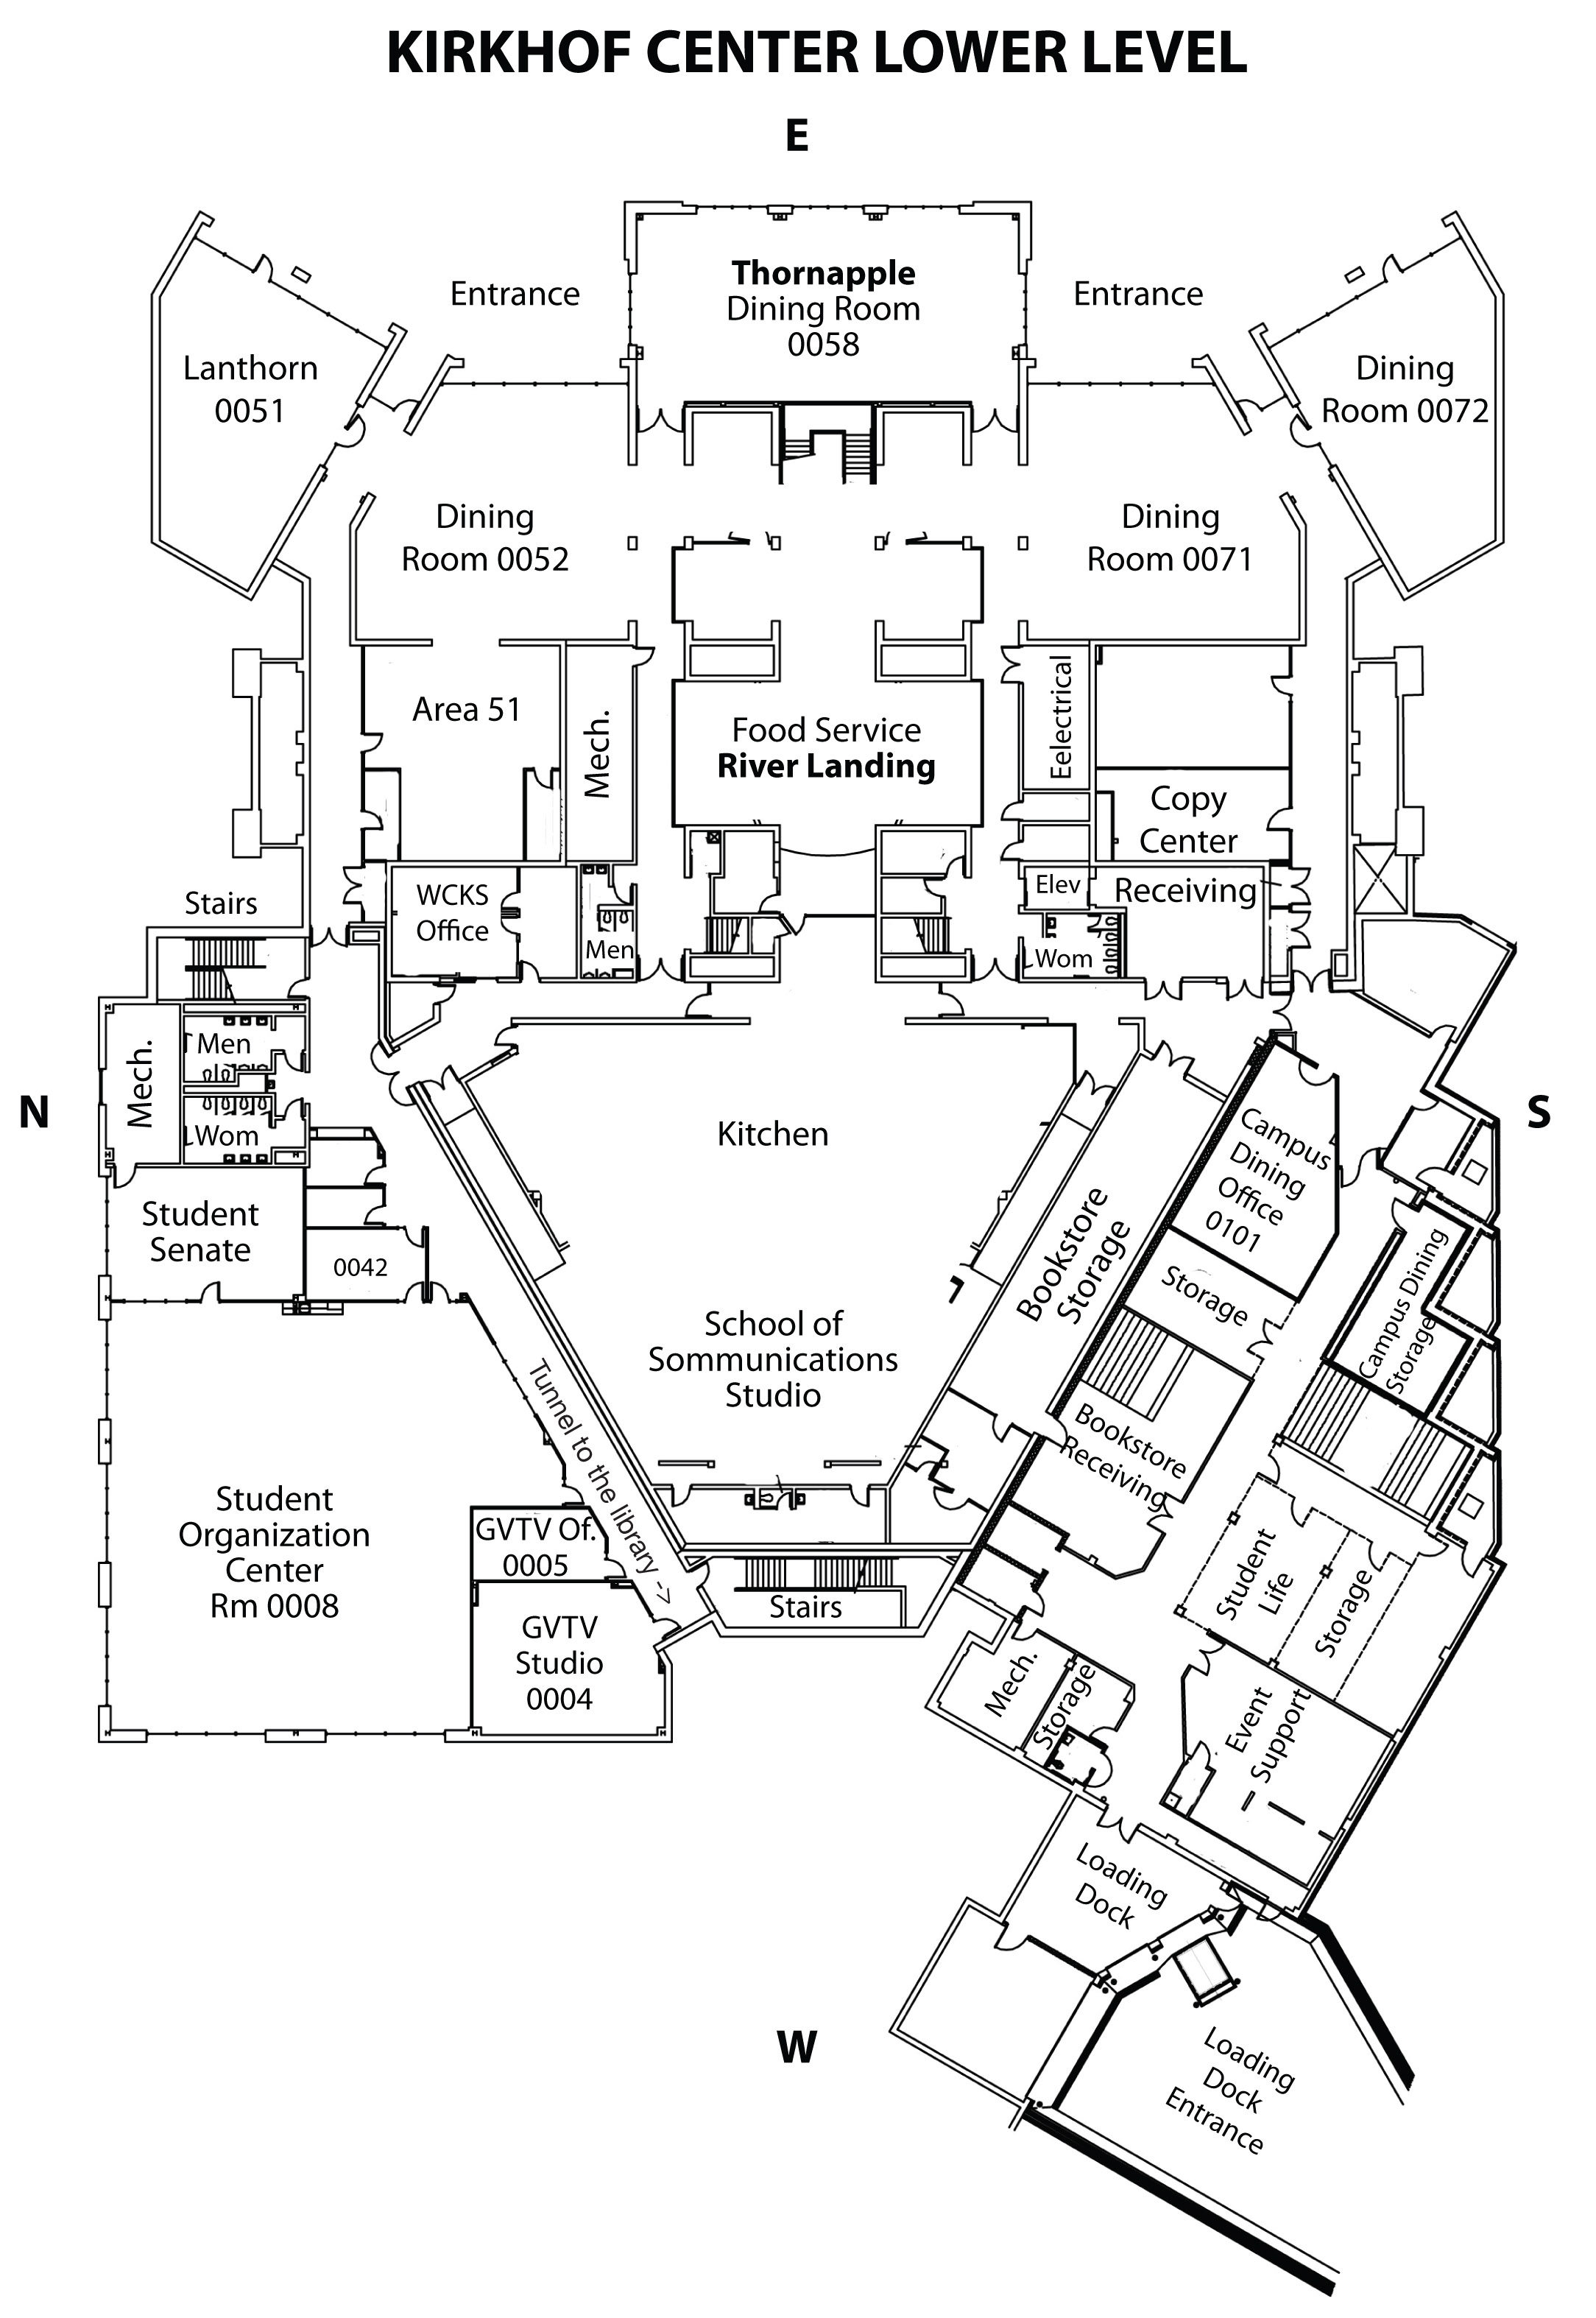 KIRKHOF CENTER LOWER LEVEL
E
Thornapple
Dining Room
0058
Entrance
Entrance
Lanthorn
0051
Dining
Room 0072
Dining
Room 0052
Dining
Room 0071
Area 51
Mech.
Food Service
River Landing
Eelectrical
Copy
Center
Stairs
WCKS
Office
Men
Elev
Receiving
Wom
N
Mech.
Men
Wom
Kitchen
S
Campus
Dining
Office
0101
Bookstore
Storage
Student
Senate
0042
Storage
Campus Dining
Storage
School of
Sommunications
Studio
Tunnel to the library ->
Bookstore
Receiving
Student
Organization
Center
Rm 0008
GVTV Of.
0005
GVTV
Studio
0004
Stairs
Student
Life
Storage
Mech.
Storage
Event
Support
Loading
Dock
W
Loading
Dock
Entrance